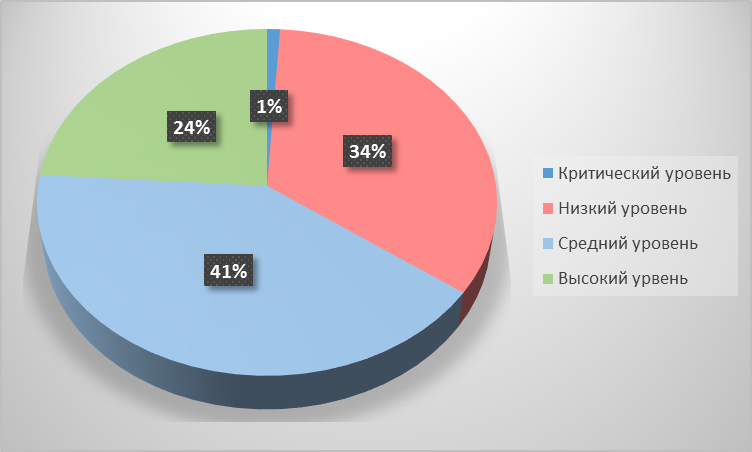 1%
24%
34%
41%
Критический уровень
Низкий уровень
Средний уровень
Высокий урвень